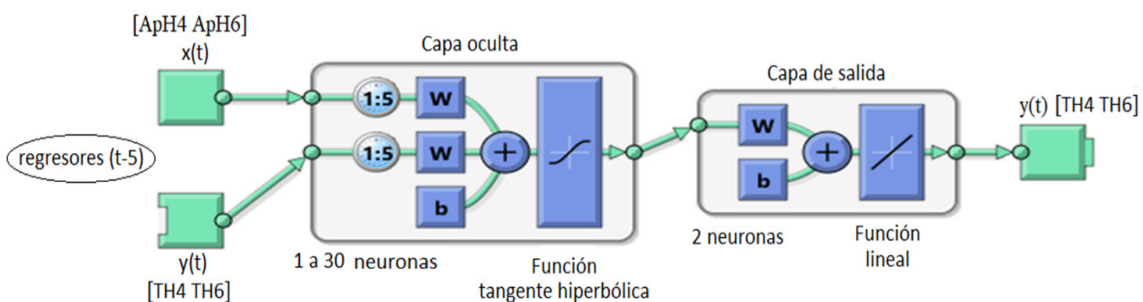 [ApH4 ApH6]
x(t)
regresores (t-5)
y(t)
[TH4 TH6]
Capa oculta
1:5
W
1:5
W
b
+
1 a 30 neuronas
Función
tangente hiperbólica
Capa de salida
W
b
+
2 neuronas
Función
lineal
y(t) [TH4 TH6]